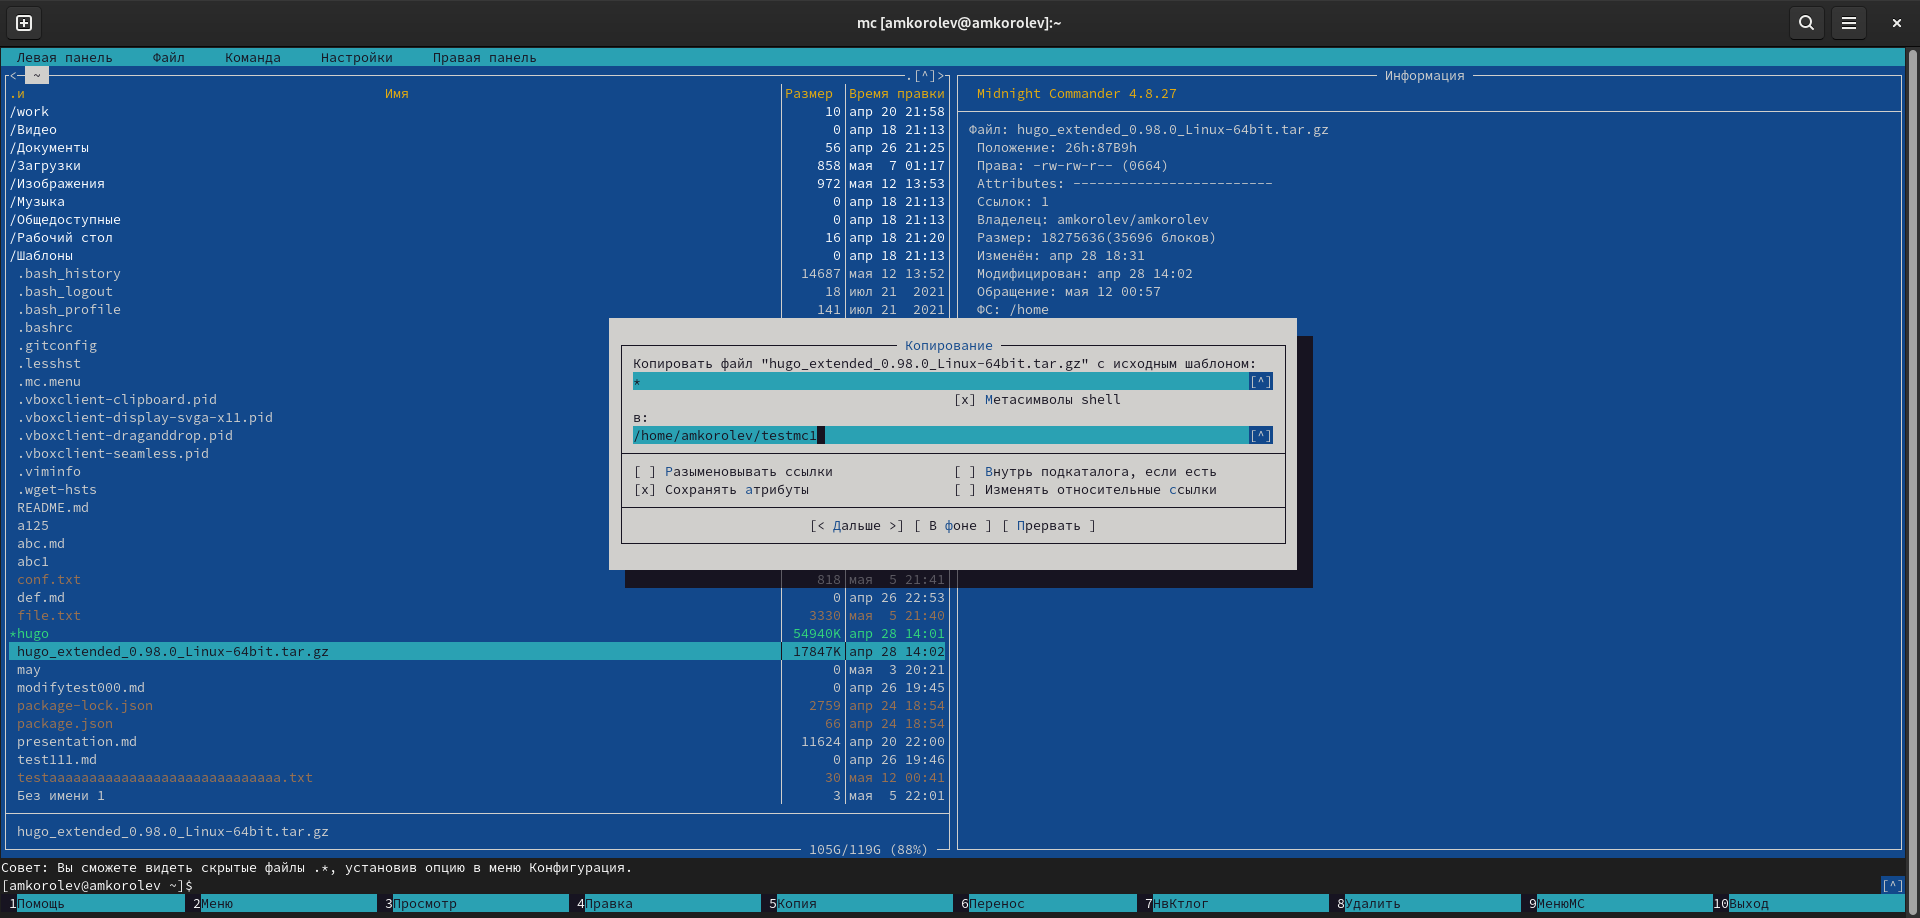 mc [amkorolev@amkorolev]:~
Левая панель Файл Команда Настройки Правая панель
<─ ~ .[^]>
.и Имя Размер Время правки
/work 10 апр 20 21:58
/Видео 0 апр 18 21:13
/Документы 56 апр 26 21:25
/Загрузки 858 мая 7 01:17
/Изображения 972 мая 12 13:53
/Музыка 0 апр 18 21:13
/Общедоступные 0 апр 18 21:13
/Рабочий стол 16 апр 18 21:20
/Шаблоны 0 апр 18 21:13
.bash_history 14687 мая 12 13:52
.bash_logout 18 июл 21 2021
.bash_profile 141 июл 21 2021
.bashrc
.gitconfig
.lesshst
.mc.menu
.vboxclient-clipboard.pid
.vboxclient-display-svga-x11.pid
.vboxclient-draganddrop.pid
.vboxclient-seamless.pid
.viminfo
.wget-hsts
README.md
a125
abc.md
abc1
conf.txt 818 мая 5 21:41
def.md 0 апр 26 22:53
file.txt 3330 мая 5 21:40
*hugo 54940K апр 28 14:01
hugo_extended_0.98.0_Linux-64bit.tar.gz 17847K апр 28 14:02
may 0 мая 3 20:21
modifytest000.md 0 апр 26 19:45
package-lock.json 2759 апр 24 18:54
package.json 66 апр 24 18:54
presentation.md 11624 апр 20 22:00
test111.md 0 апр 26 19:46
testaaaaaaaaaaaaaaaaaaaaaaaaaaaaa.txt 30 мая 12 00:41
Без имени 1 3 мая 5 22:01
hugo_extended_0.98.0_Linux-64bit.tar.gz
105G/119G (88%)
Информация
Midnight Commander 4.8.27
Файл: hugo_extended_0.98.0_Linux-64bit.tar.gz
Положение: 26h:87B9h
Права: -rw-rw-r-- (0664)
Attributes: -------------------------
Ссылок: 1
Владелец: amkorolev/amkorolev
Размер: 18275636(35696 блоков)
Изменён: апр 28 18:31
Модифицирован: апр 28 14:02
Обращение: мая 12 00:57
ФС: /home
Копирование
Копировать файл "hugo_extended_0.98.0_Linux-64bit.tar.gz" с исходным шаблоном:
* [^]
[x] Метасимволы shell
в:
/home/amkorolev/testmc1 [^]
[ ] Разыменовывать ссылки [ ] Внутрь подкаталога, если есть
[x] Сохранять атрибуты [ ] Изменять относительные ссылки
[< Дальше >] [ В фоне ] [ Прервать ]
Совет: Вы сможете видеть скрытые файлы .*, установив опцию в меню Конфигурация.
[amkorolev@amkorolev ~]$ [^]
1Помощь 2Меню 3Просмотр 4Правка 5Копия 6Перенос 7НвКтлог 8Удалить 9МенюMC 10Выход